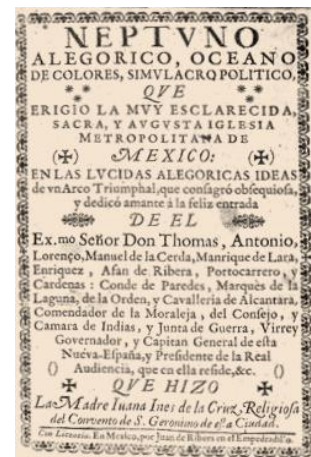 NEPTVNO
ALEGORICO, OCEANO
DE COLORES, SIMVLACRO POLITICO,
QVE
ERIGIO LA MVY ESCLARECIDA,
SACRA, Y AVGVSTA IGLESIA
METROPOLITANA DE
(✠) MEXICO: (✠)
EN LAS LVCIDAS ALEGORICAS IDEAS
de vn Arco Triumphal, que consagrò obsequiosa,
y dedicó amante á la feliz entrada
DE EL
Ex.mo Señor Don Thomas, Antonio,
Lorenço, Manuel de la Cerda, Manrique de Lara,
Enriquez, Afan de Ribera, Portocarrero, y
Cardenas: Conde de Paredes, Marquès de la
Laguna, de la Orden, y Cavalleria de Alcantara,
Comendador de la Moraleja, del Consejo, y
Camara de Indias, y Junta de Guerra, Virrey
Governador, y Capitan General de esta
Nueva-España, y Presidente de la Real
() Audiencia, que en ella reside, &c. ()
✠ QVE HIZO ✠
La Madre Iuana Ines de la Cruz, Religiosa
del Convento de S. Geronimo de esta Ciudad.
Con Licencia. En Mexico, por Juan de Ribera en el Empedradillo.